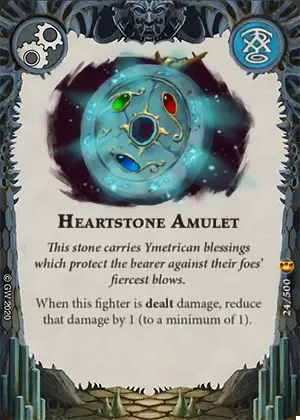 HEARTSTONE AMULET
This stone carries Ymetrican blessings
which protect the bearer against their foes'
fiercest blows.
When this fighter is dealt damage, reduce
that damage by 1 (to a minimum of 1).
© GW 2020
24/500